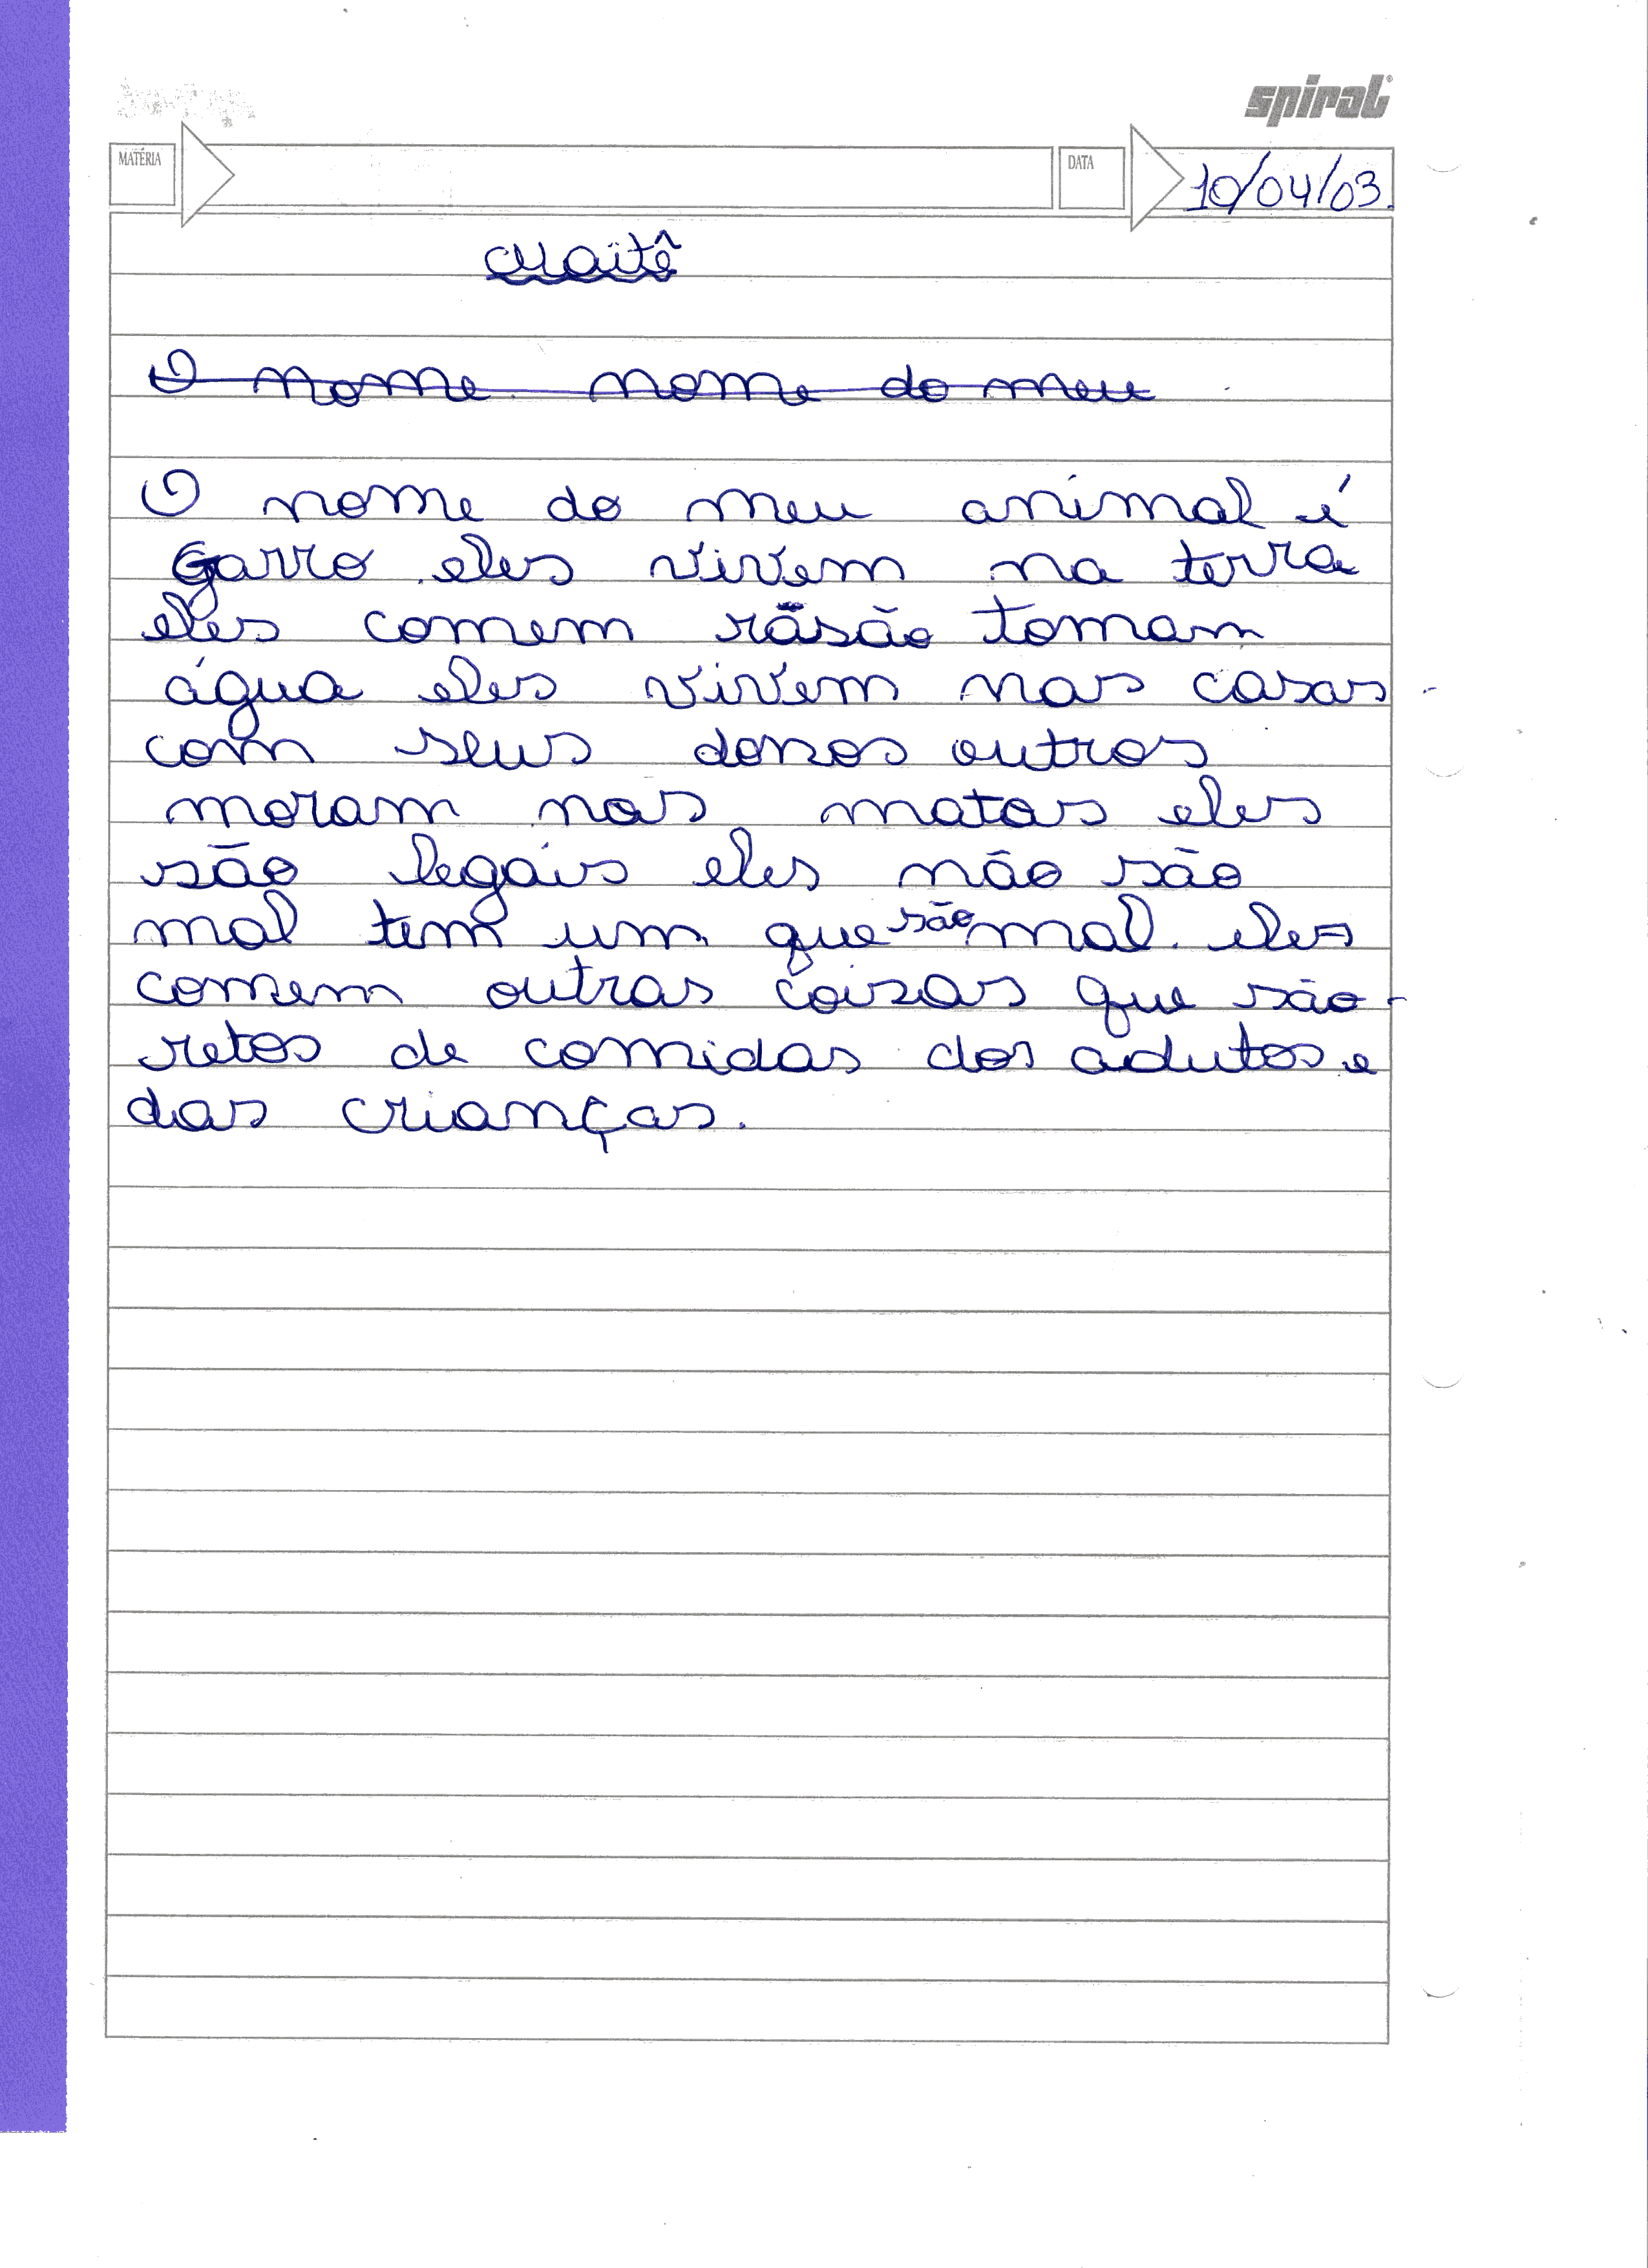 spiral®
MATÉRIA
DATA
10/04/03.
Maitê
O nome nome do meu
O nome do meu animal é
garro eles vivem na terra
eles comem rãsão tomam
água eles vivem nas casas
com seus donos outros
moram nas matas eles
são legais eles não são
mal tem um que são mal. eles
comem outras coizas que são
retos de comidas dos adutos e
das crianças.